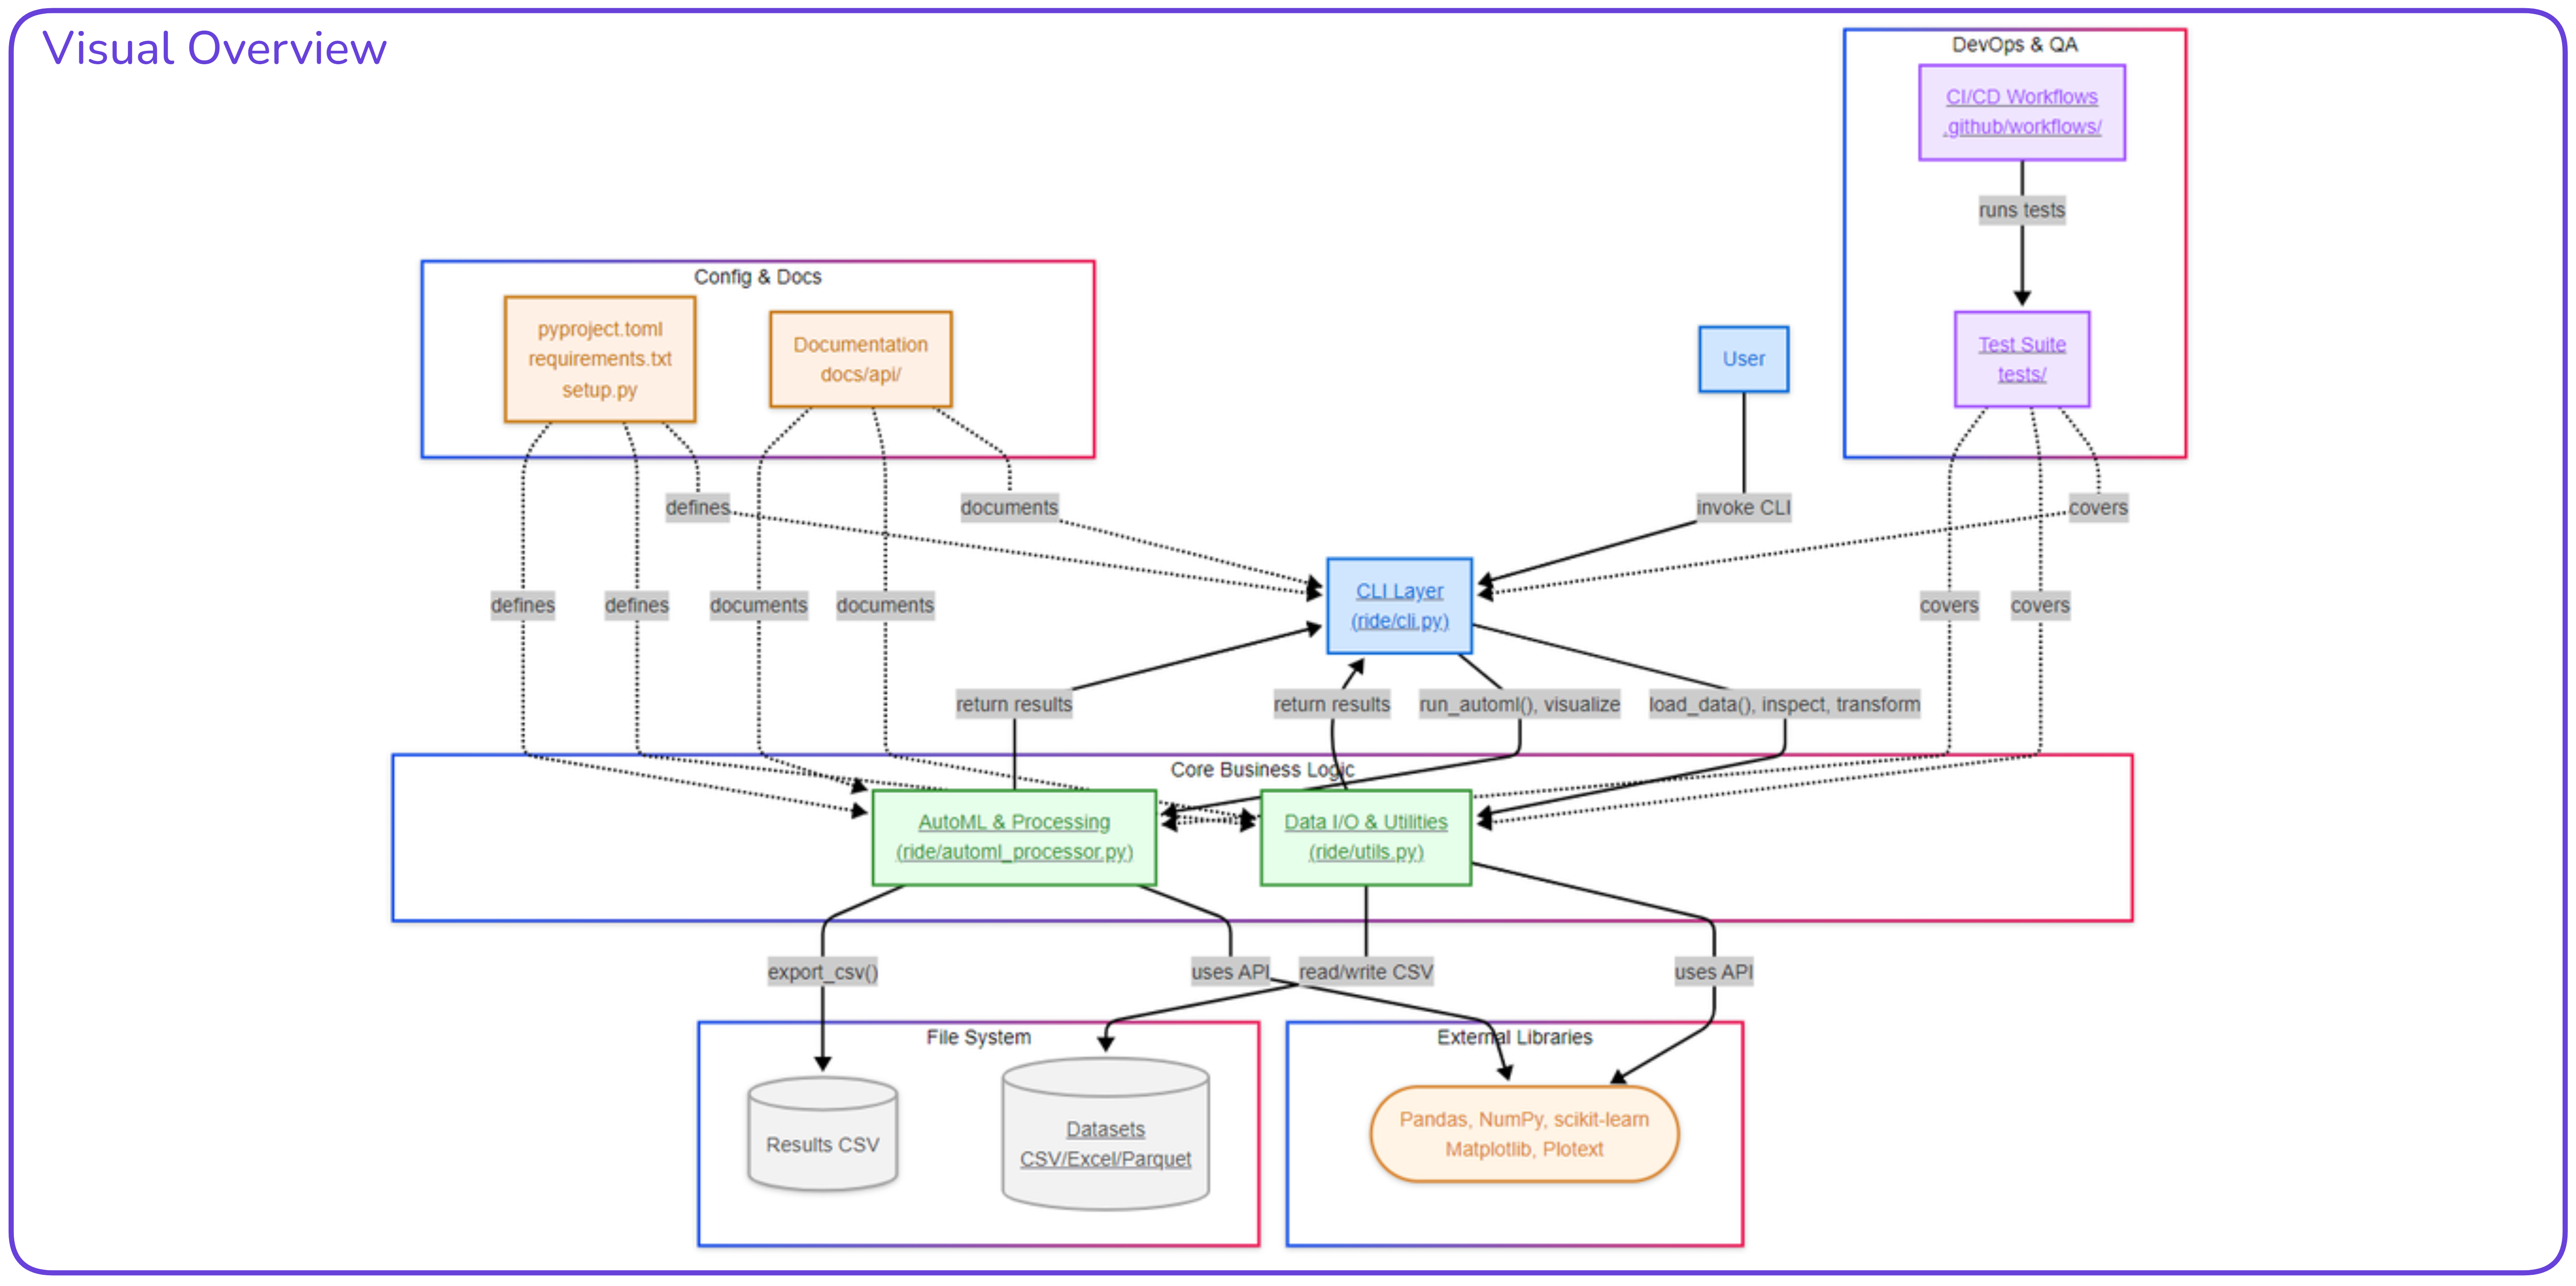 Visual Overview
DevOps & QA
CI/CD Workflows
.github/workflows/
runs tests
Test Suite
tests/
Config & Docs
pyproject.toml
requirements.txt
setup.py
Documentation
docs/api/
User
defines
documents
invoke CLI
covers
defines
defines
documents
documents
CLI Layer
(ride/cli.py)
covers
covers
return results
return results
run_automl(), visualize
load_data(), inspect, transform
Core Business Logic
AutoML & Processing
(ride/automl_processor.py)
Data I/O & Utilities
(ride/utils.py)
export_csv()
uses API
read/write CSV
uses API
File System
Results CSV
Datasets
CSV/Excel/Parquet
External Libraries
Pandas, NumPy, scikit-learn
Matplotlib, Plotext